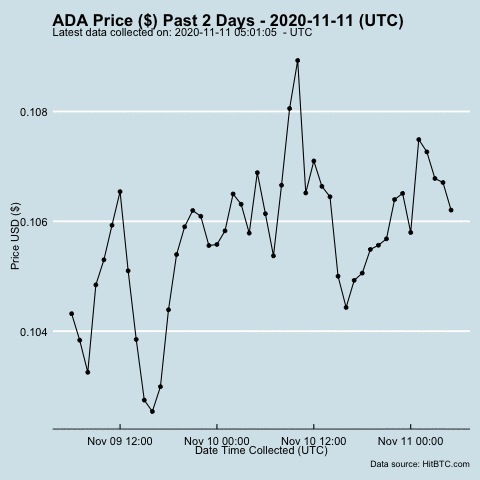 ADA Price ($) Past 2 Days - 2020-11-11 (UTC)
Latest data collected on: 2020-11-11 05:01:05  - UTC
Price USD ($)
0.108
0.106
0.104
Nov 09 12:00 Nov 10 00:00 Nov 10 12:00 Nov 11 00:00
Date Time Collected (UTC)
Data source: HitBTC.com